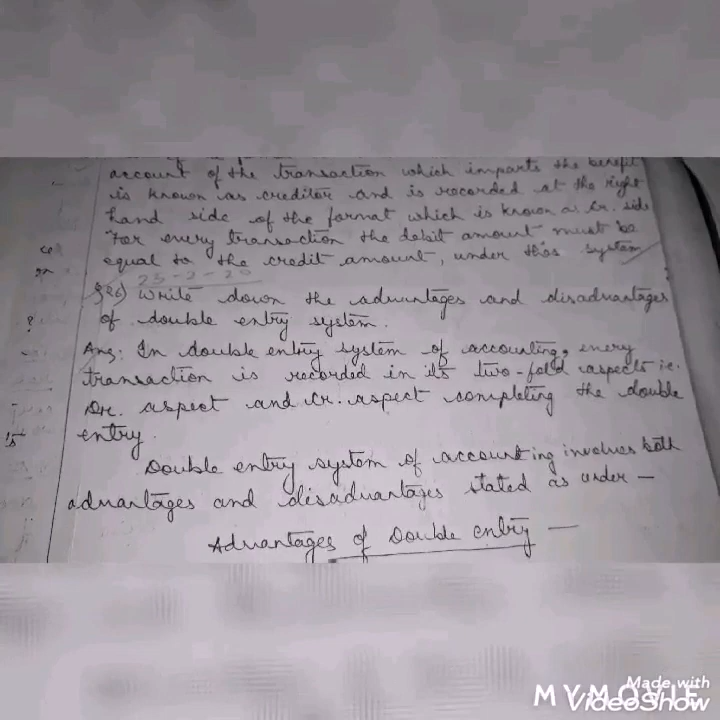 account of the transaction which imparts the benefit
is known as creditor and is recorded at the right
hand side of the format which is known as Cr. side
For every transaction the debit amount must be
equal to the credit amount, under this system
25-2-20
Q26) Write down the advantages and disadvantages
of double entry system.
Ans: In double entry system of accounting, every
transaction is recorded in its two-fold aspects i.e.
Dr. aspect and Cr. aspect completing the double
entry.
Double entry system of accounting involves both
advantages and disadvantages stated as under —
Advantages of Double entry —
Made with
MYMOVIE
VideoShow